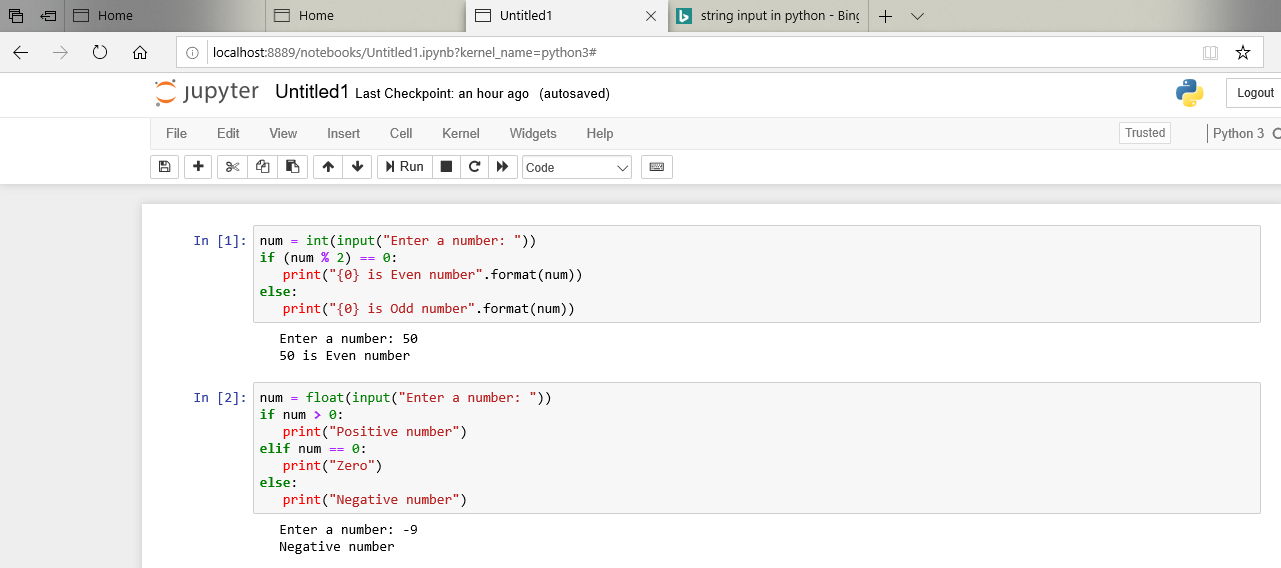 Home
Home
Untitled1
string input in python - Bing
localhost:8889/notebooks/Untitled1.ipynb?kernel_name=python3#
jupyter Untitled1 Last Checkpoint: an hour ago (autosaved)
Logout
File Edit View Insert Cell Kernel Widgets Help
Trusted
Python 3
Run
Code
In [1]: num = int(input("Enter a number: "))
if (num % 2) == 0:
   print("{0} is Even number".format(num))
else:
   print("{0} is Odd number".format(num))
Enter a number: 50
50 is Even number
In [2]: num = float(input("Enter a number: "))
if num > 0:
   print("Positive number")
elif num == 0:
   print("Zero")
else:
   print("Negative number")
Enter a number: -9
Negative number